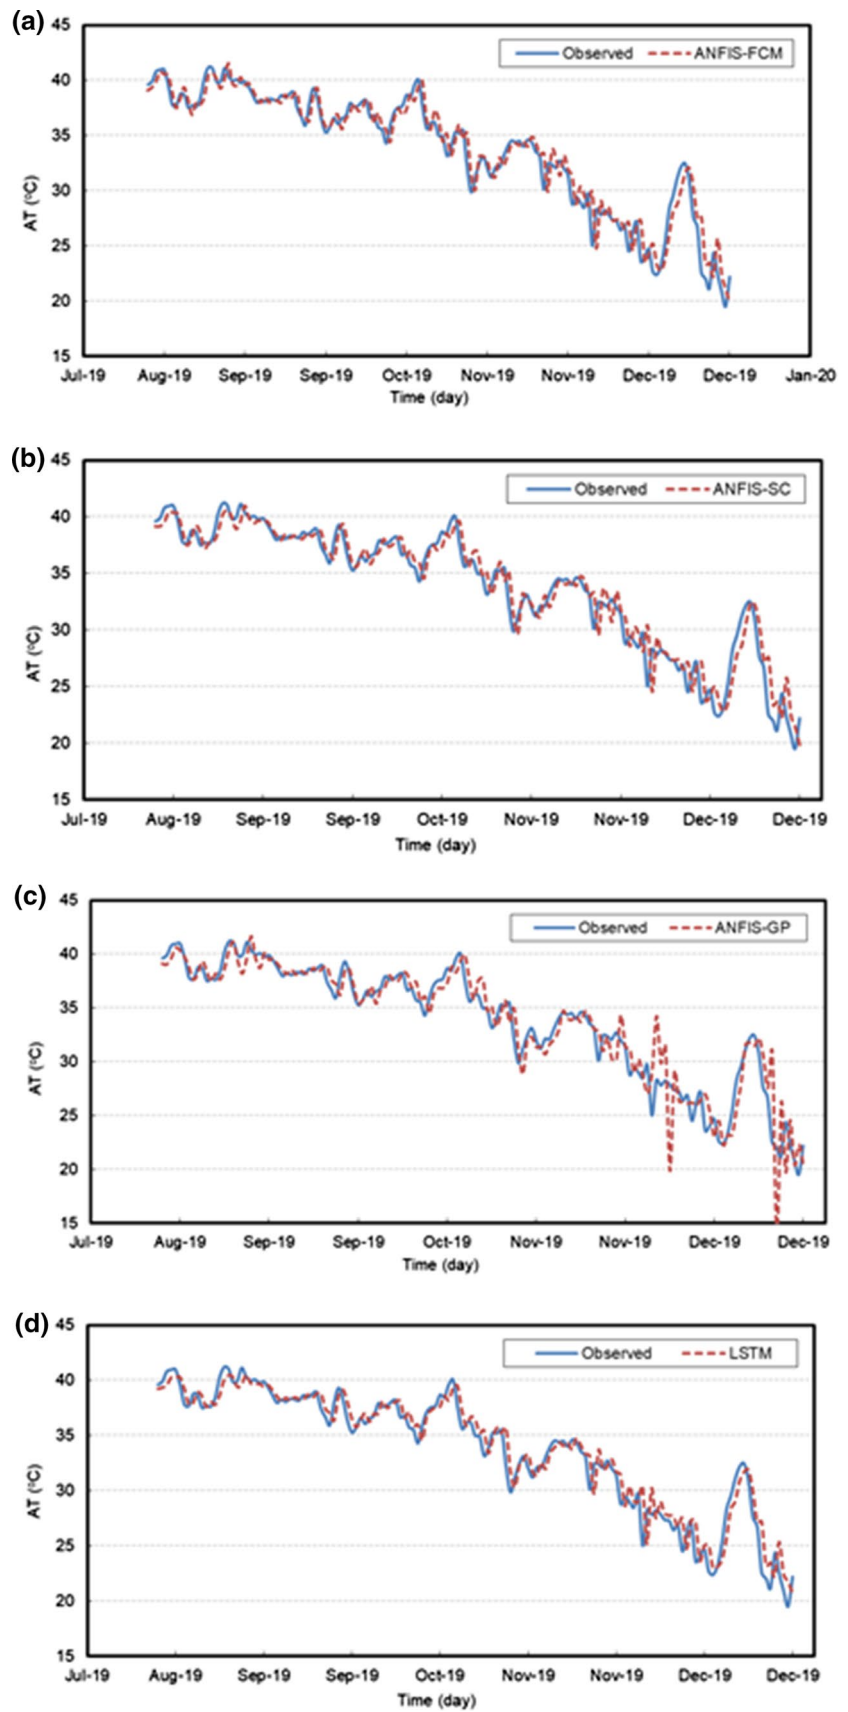 (a)
45
40
35
30
25
20
15
AT (°C)
Observed ANFIS-FCM
Jul-19 Aug-19 Sep-19 Sep-19 Oct-19 Nov-19 Nov-19 Dec-19 Dec-19 Jan-20
Time (day)
(b)
45
40
35
30
25
20
15
AT (°C)
Observed ANFIS-SC
Jul-19 Aug-19 Sep-19 Sep-19 Oct-19 Nov-19 Nov-19 Dec-19 Dec-19
Time (day)
(c)
45
40
35
30
25
20
15
AT (°C)
Observed ANFIS-GP
Jul-19 Aug-19 Sep-19 Sep-19 Oct-19 Nov-19 Nov-19 Dec-19 Dec-19
Time (day)
(d)
45
40
35
30
25
20
15
AT (°C)
Observed LSTM
Jul-19 Aug-19 Sep-19 Sep-19 Oct-19 Nov-19 Nov-19 Dec-19 Dec-19
Time (day)